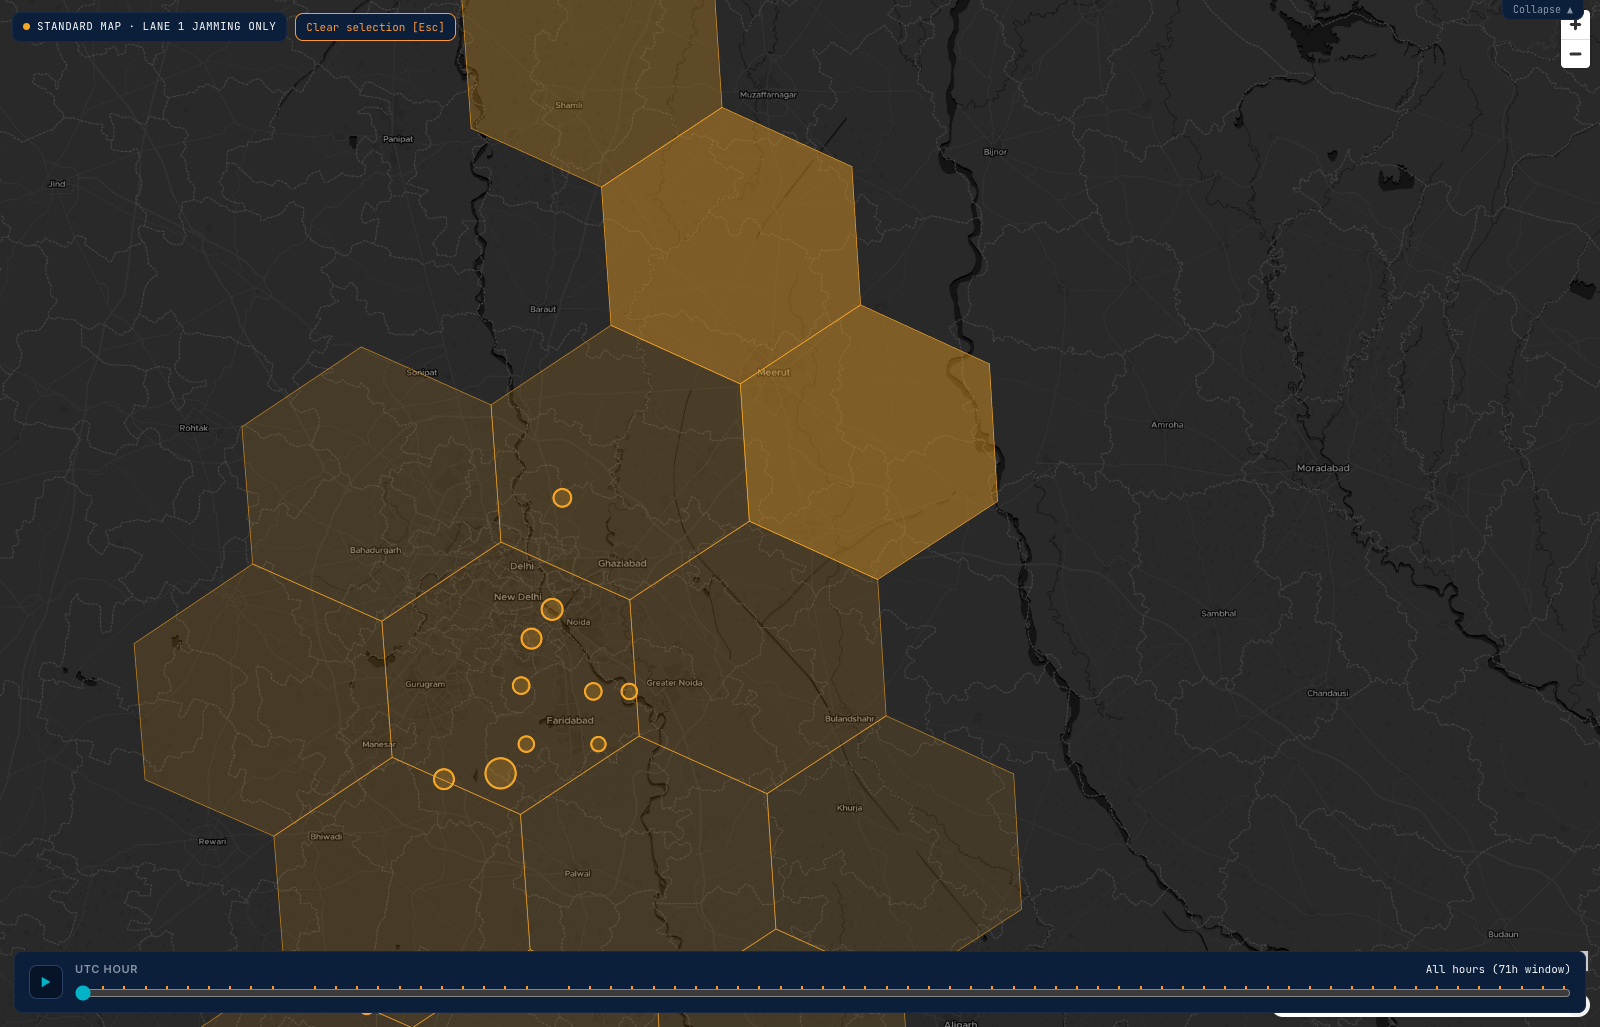 STANDARD MAP · LANE 1 JAMMING ONLY
Clear selection [Esc]
Collapse ▲
+
−
Shamli
Muzaffarnagar
Panipat
Bijnor
Jind
Baraut
Sonipat
Meerut
Rohtak
Amroha
Moradabad
Bahadurgarh
Delhi
Ghaziabad
New Delhi
Noida
Sambhal
Gurugram
Greater Noida
Chandausi
Faridabad
Bulandshahr
Manesar
Khurja
Bhiwadi
Rewari
Palwal
Budaun
UTC HOUR
All hours (71h window)
Aligarh